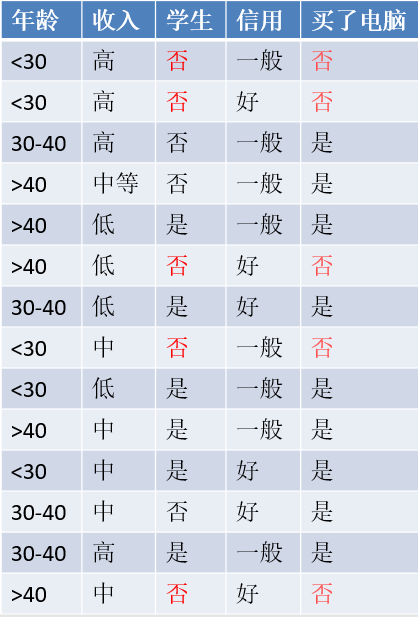 年龄 收入 学生 信用 买了电脑
<30 高 否 一般 否
<30 高 否 好 否
30-40 高 否 一般 是
>40 中等 否 一般 是
>40 低 是 一般 是
>40 低 否 好 否
30-40 低 是 好 是
<30 中 否 一般 否
<30 低 是 一般 是
>40 中 是 一般 是
<30 中 是 好 是
30-40 中 否 好 是
30-40 高 是 一般 是
>40 中 否 好 否